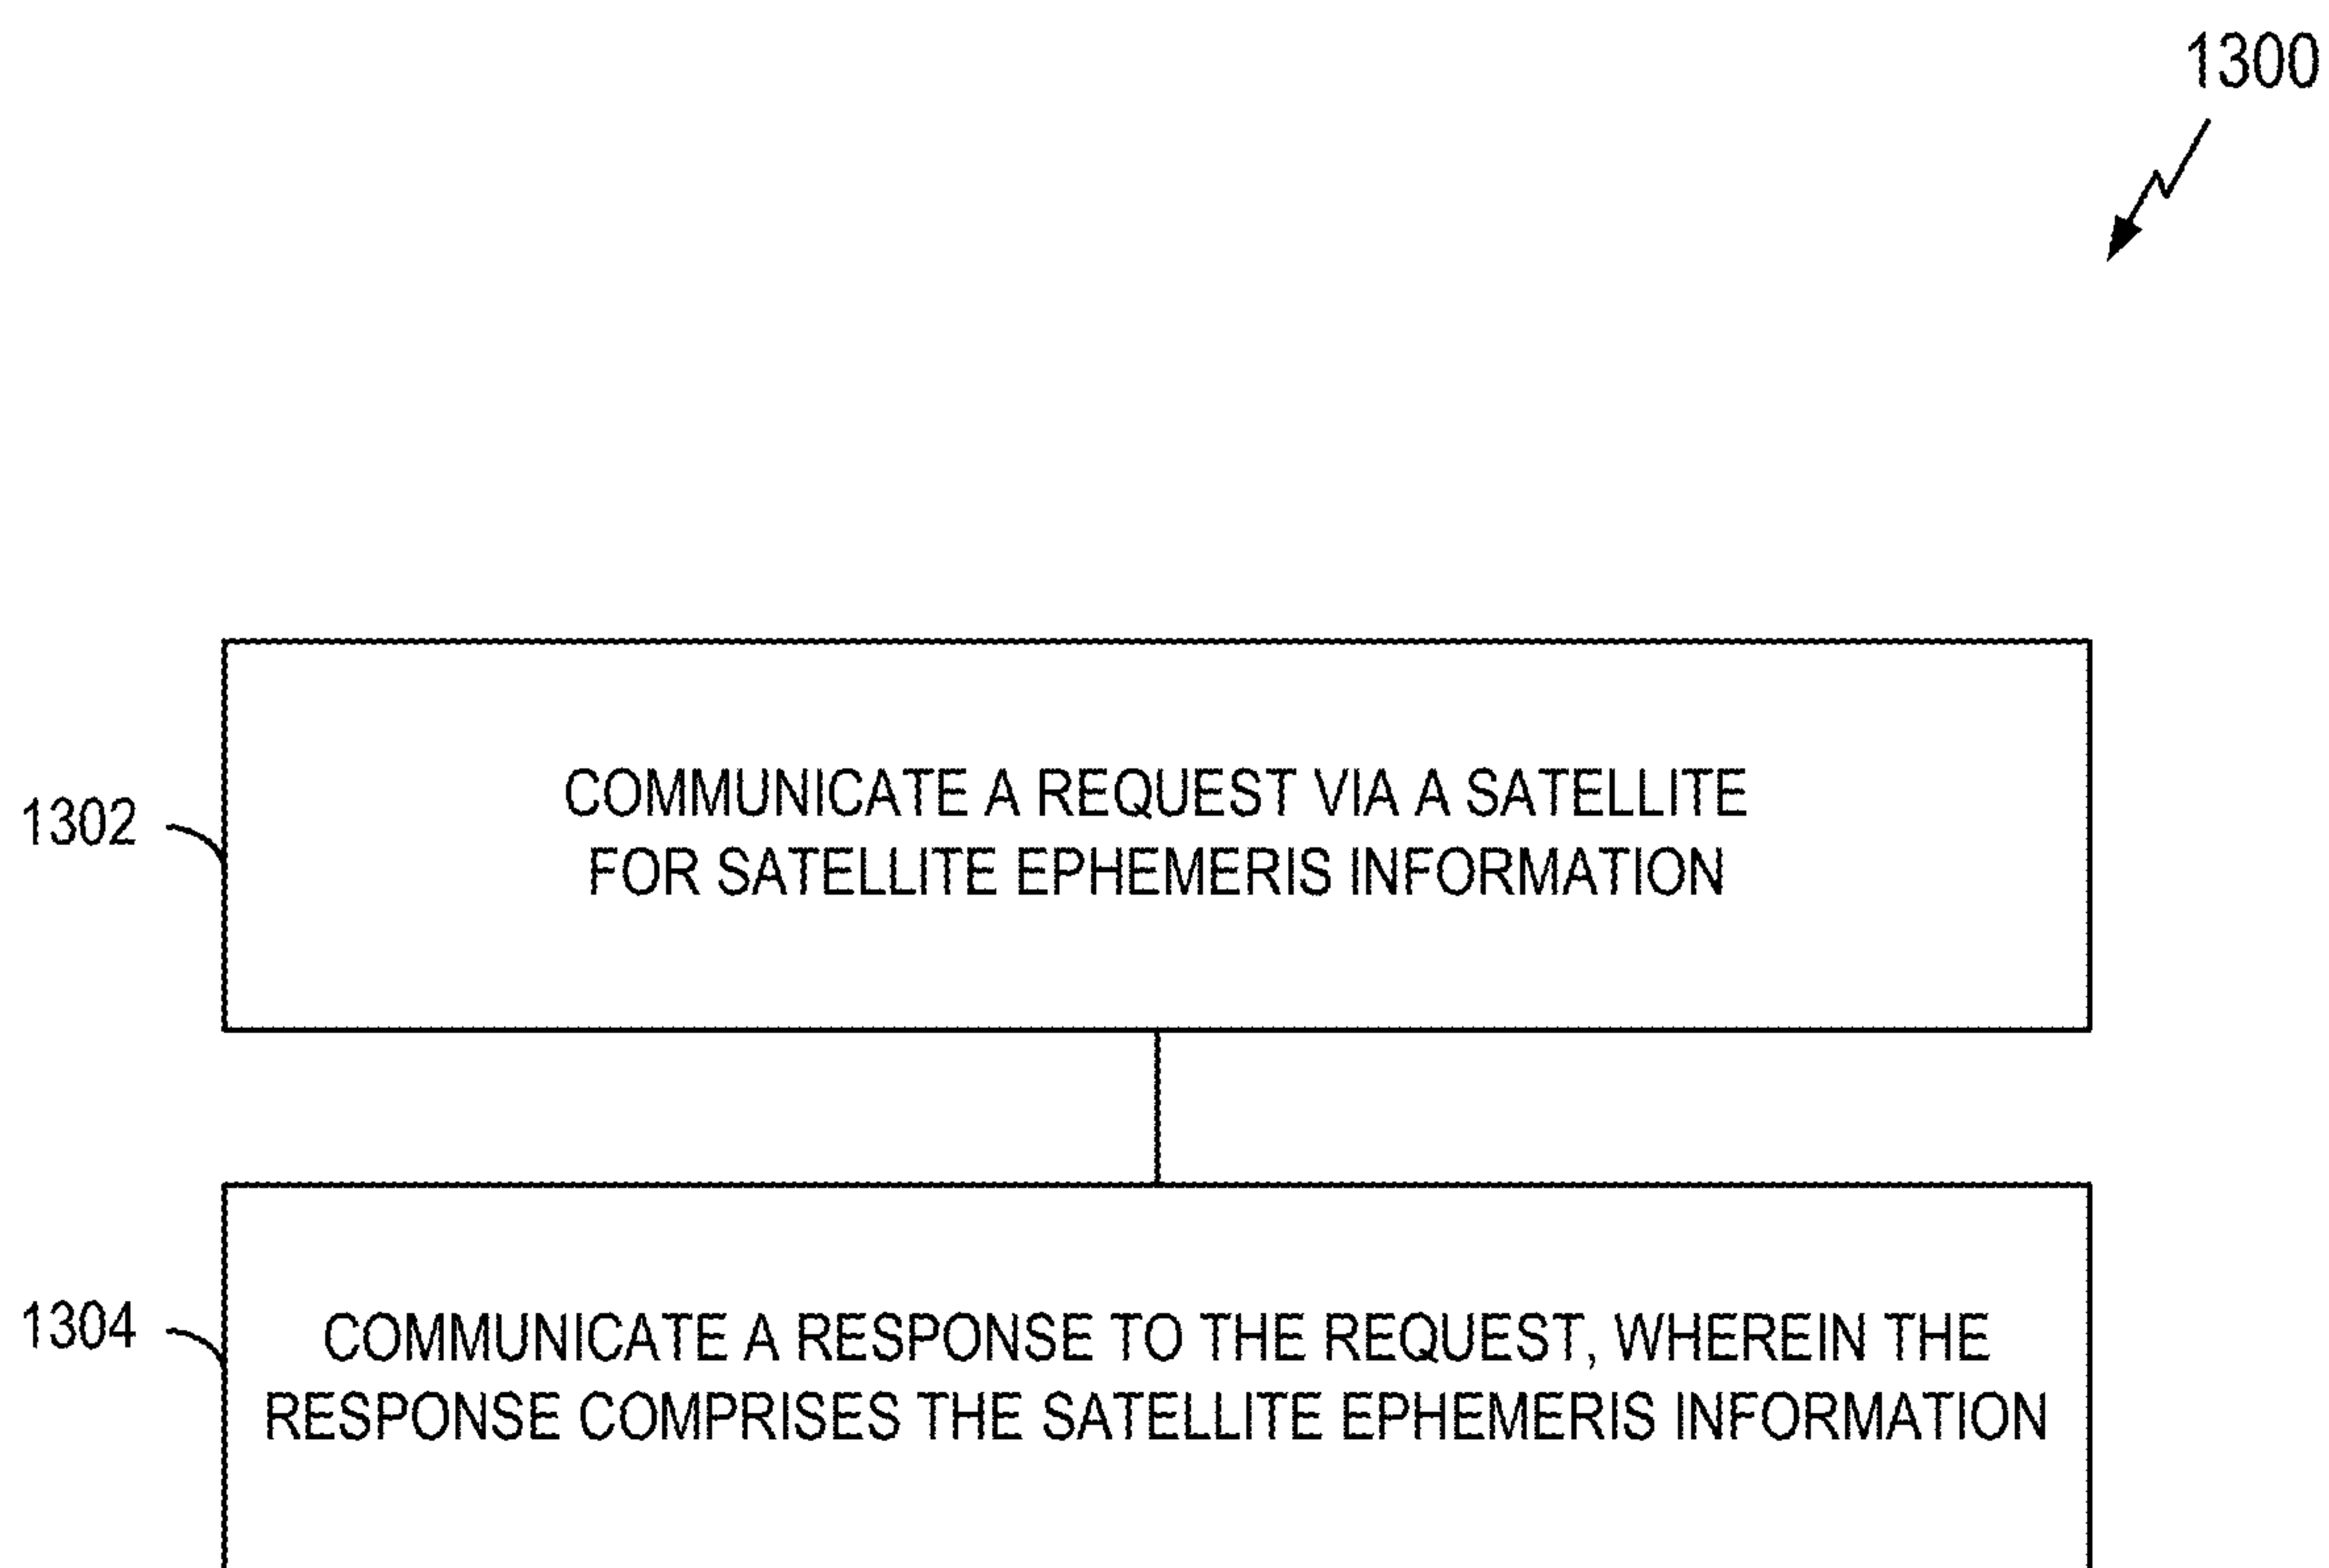 1300
1302
COMMUNICATE A REQUEST VIA A SATELLITE
FOR SATELLITE EPHEMERIS INFORMATION
1304
COMMUNICATE A RESPONSE TO THE REQUEST, WHEREIN THE
RESPONSE COMPRISES THE SATELLITE EPHEMERIS INFORMATION